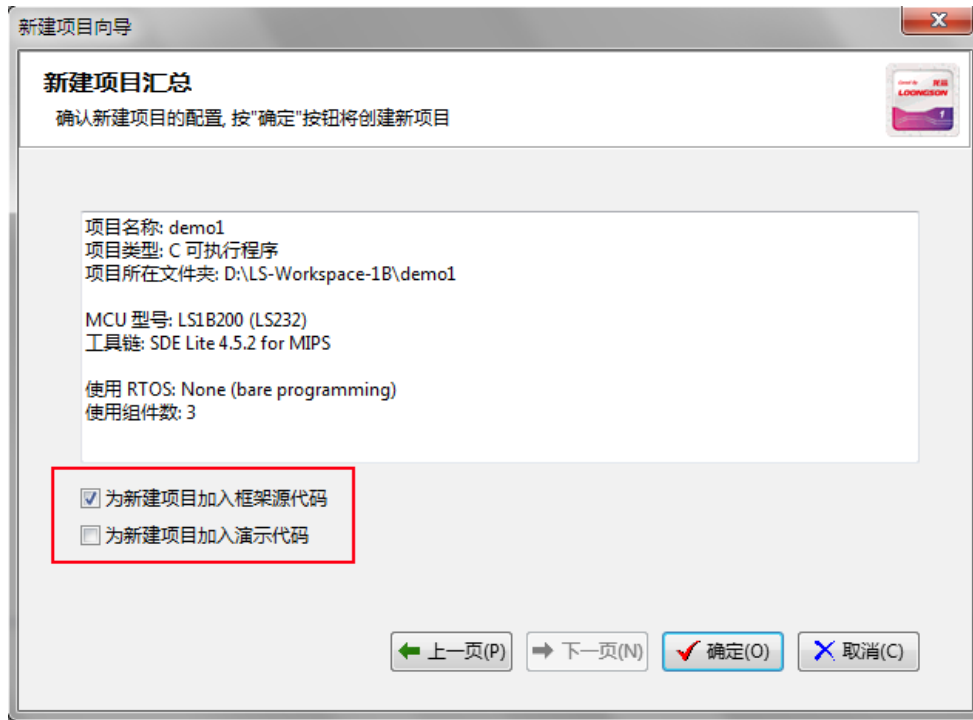 新建项目向导
新建项目汇总
确认新建项目的配置, 按"确定"按钮将创建新项目
龙芯
LOONGSON
1
项目名称: demo1
项目类型: C 可执行程序
项目所在文件夹: D:\LS-Workspace-1B\demo1
MCU 型号: LS1B200 (LS232)
工具链: SDE Lite 4.5.2 for MIPS
使用 RTOS: None (bare programming)
使用组件数: 3
为新建项目加入框架源代码
为新建项目加入演示代码
上一页(P)
下一页(N)
确定(O)
取消(C)